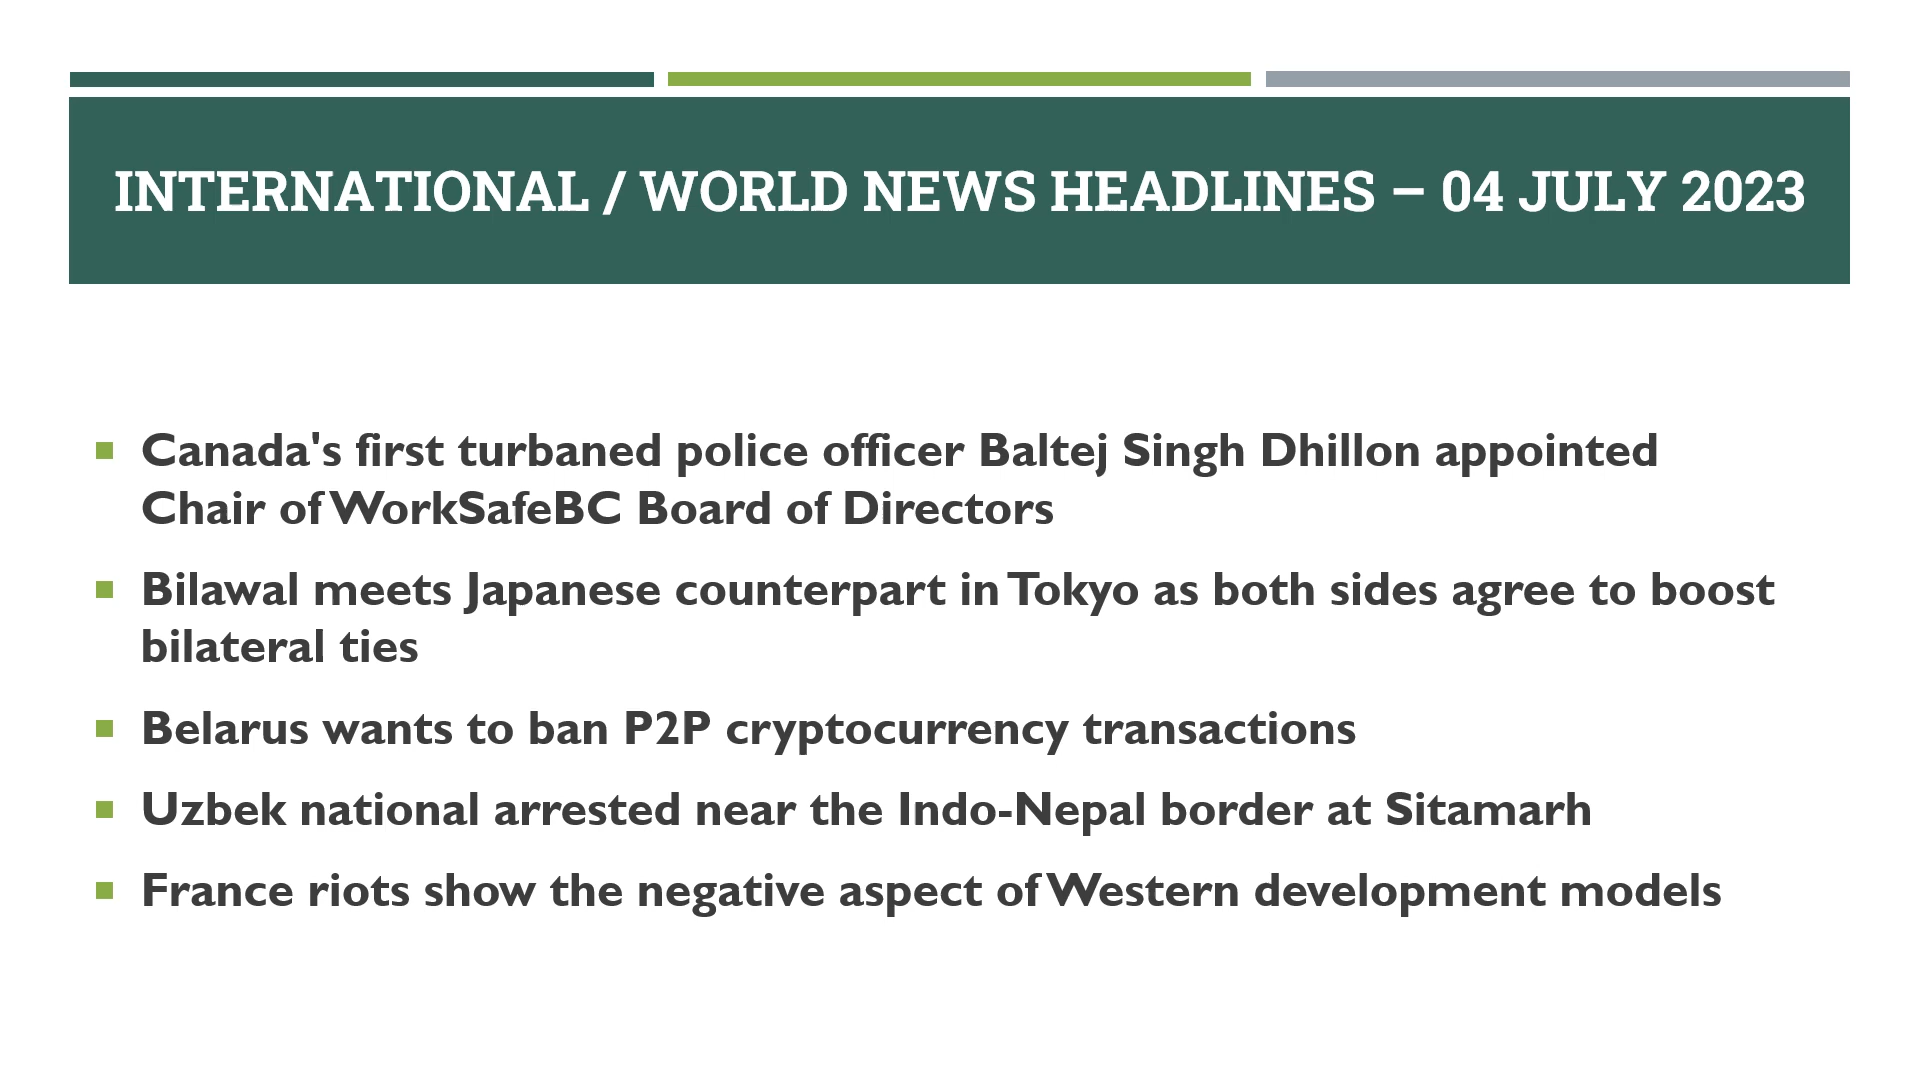 INTERNATIONAL / WORLD NEWS HEADLINES – 04 JULY 2023
Canada's first turbaned police officer Baltej Singh Dhillon appointed
Chair of WorkSafeBC Board of Directors
Bilawal meets Japanese counterpart in Tokyo as both sides agree to boost
bilateral ties
Belarus wants to ban P2P cryptocurrency transactions
Uzbek national arrested near the Indo-Nepal border at Sitamarh
France riots show the negative aspect of Western development models